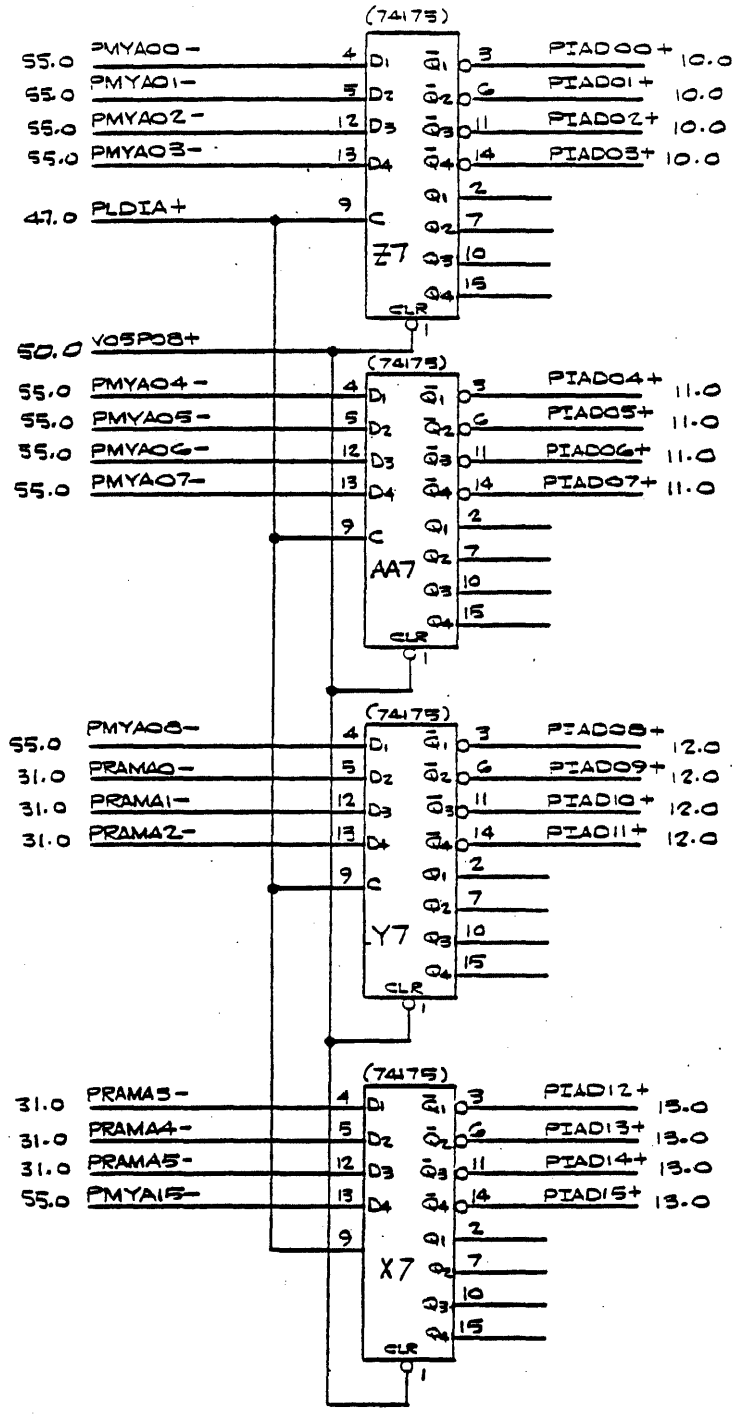 (74175)
55.0 PMYA00- 4 D1 Q̅1 3 PIAD00+ 10.0
55.0 PMYA01- 5 D2 Q̅2 6 PIAD01+ 10.0
55.0 PMYA02- 12 D3 Q̅3 11 PIAD02+ 10.0
55.0 PMYA03- 13 D4 Q̅4 14 PIAD03+ 10.0
Q1 2
47.0 PLDIA+ 9 C Q2 7
Z7 Q3 10
Q4 15
CLR
1
50.0 V05P08+
(74175)
55.0 PMYA04- 4 D1 Q̅1 3 PIAD04+ 11.0
55.0 PMYA05- 5 D2 Q̅2 6 PIAD05+ 11.0
55.0 PMYA06- 12 D3 Q̅3 11 PIAD06+ 11.0
55.0 PMYA07- 13 D4 Q̅4 14 PIAD07+ 11.0
Q1 2
9 C Q2 7
AA7 Q3 10
Q4 15
CLR
1
(74175)
55.0 PMYA08- 4 D1 Q̅1 3 PIAD08+ 12.0
31.0 PRAMA0- 5 D2 Q̅2 6 PIAD09+ 12.0
31.0 PRAMA1- 12 D3 Q̅3 11 PIAD10+ 12.0
31.0 PRAMA2- 13 D4 Q̅4 14 PIAD11+ 12.0
9 C Q1 2
Q2 7
Y7 Q3 10
Q4 15
CLR
1
(74175)
31.0 PRAMA3- 4 D1 Q̅1 3 PIAD12+ 13.0
31.0 PRAMA4- 5 D2 Q̅2 6 PIAD13+ 13.0
31.0 PRAMA5- 12 D3 Q̅3 11 PIAD14+ 13.0
55.0 PMYA15- 13 D4 Q̅4 14 PIAD15+ 13.0
9 Q1 2
X7 Q2 7
Q3 10
Q4 15
CLR
1